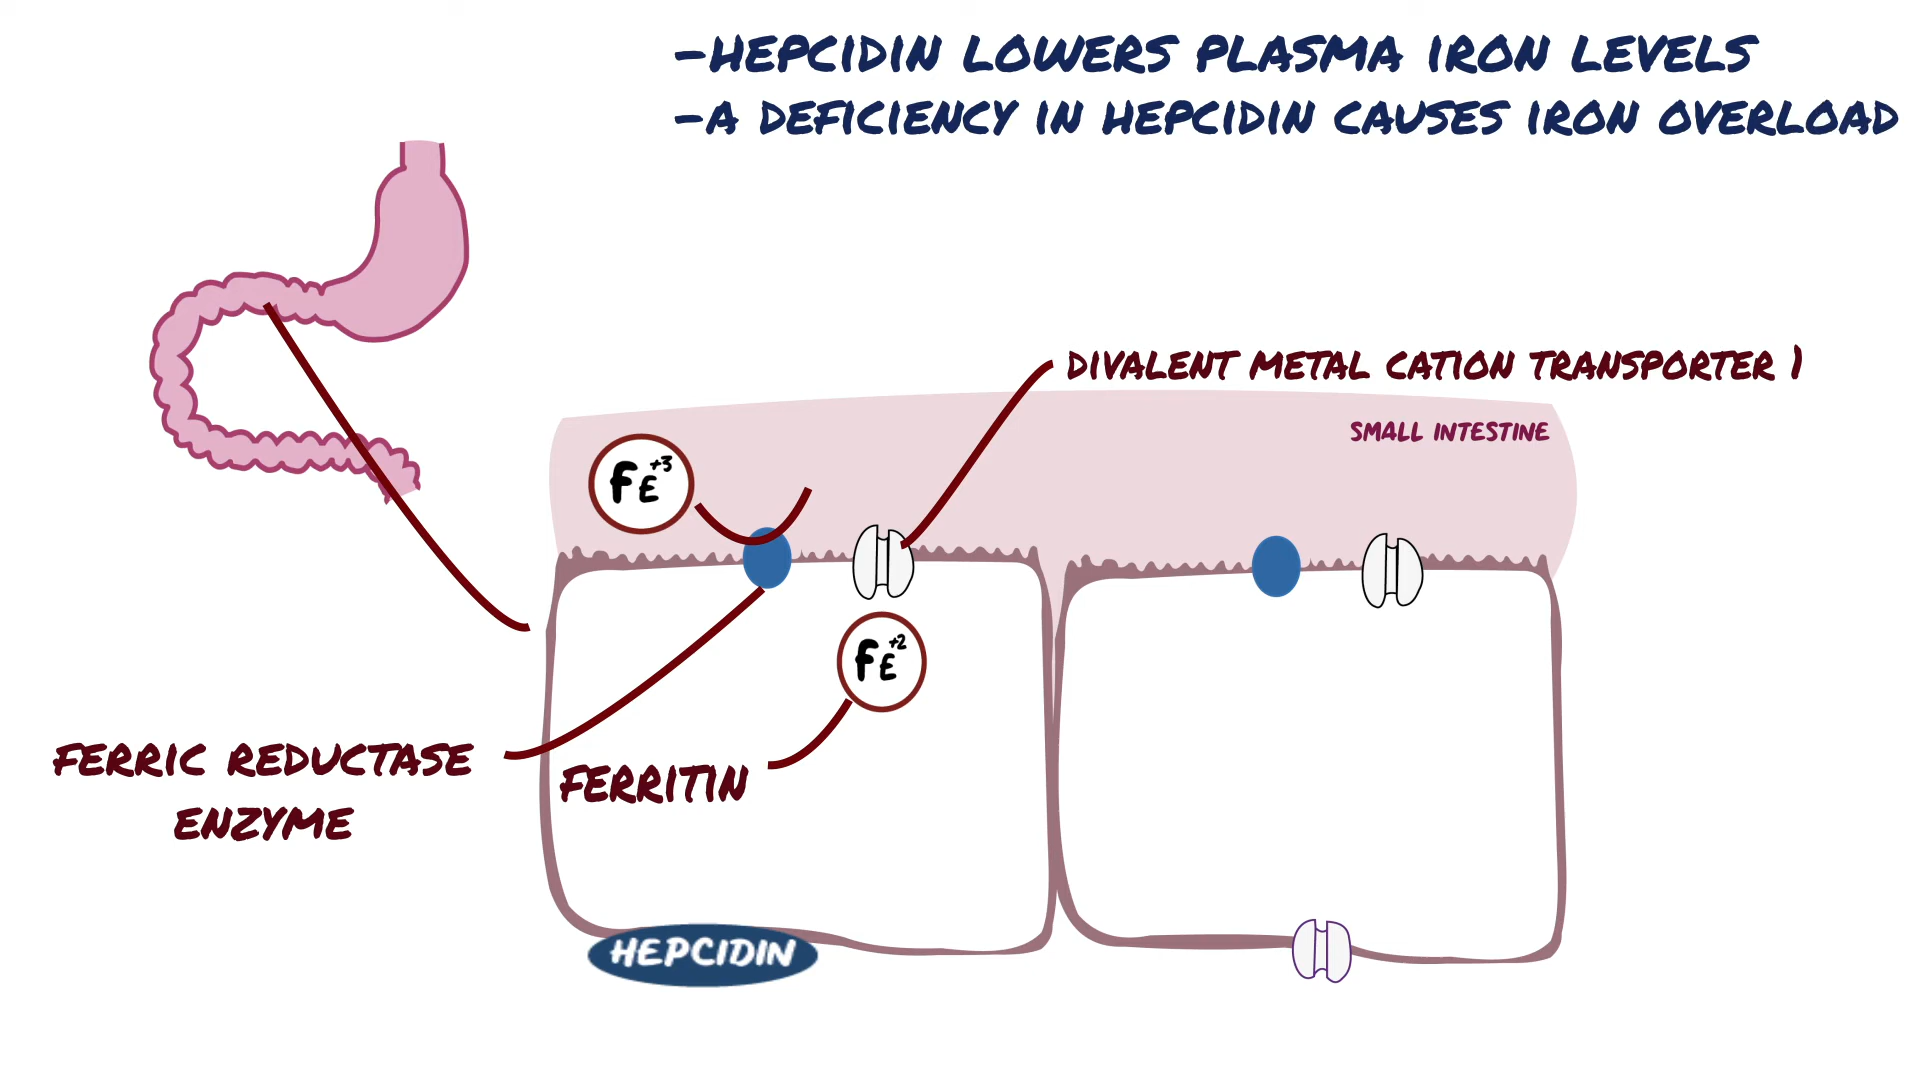 -HEPCIDIN LOWERS PLASMA IRON LEVELS
-A DEFICIENCY IN HEPCIDIN CAUSES IRON OVERLOAD
DIVALENT METAL CATION TRANSPORTER 1
SMALL INTESTINE
FE+3
FE+2
FERRIC REDUCTASE
ENZYME
FERRITIN
HEPCIDIN